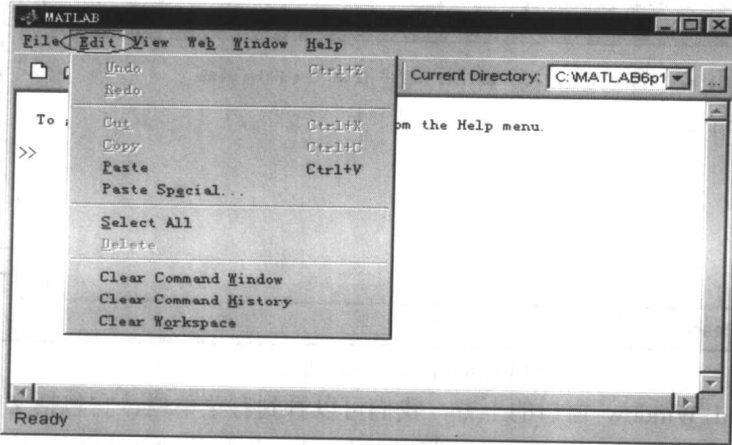 MATLAB
File Edit View Web Window Help
Undo Ctrl+Z
Redo
Current Directory: C:\MATLAB6p1 ...
To
om the Help menu.
Cut Ctrl+X
Copy Ctrl+C
>>
Paste Ctrl+V
Paste Special...
Select All
Delete
Clear Command Window
Clear Command History
Clear Workspace
Ready